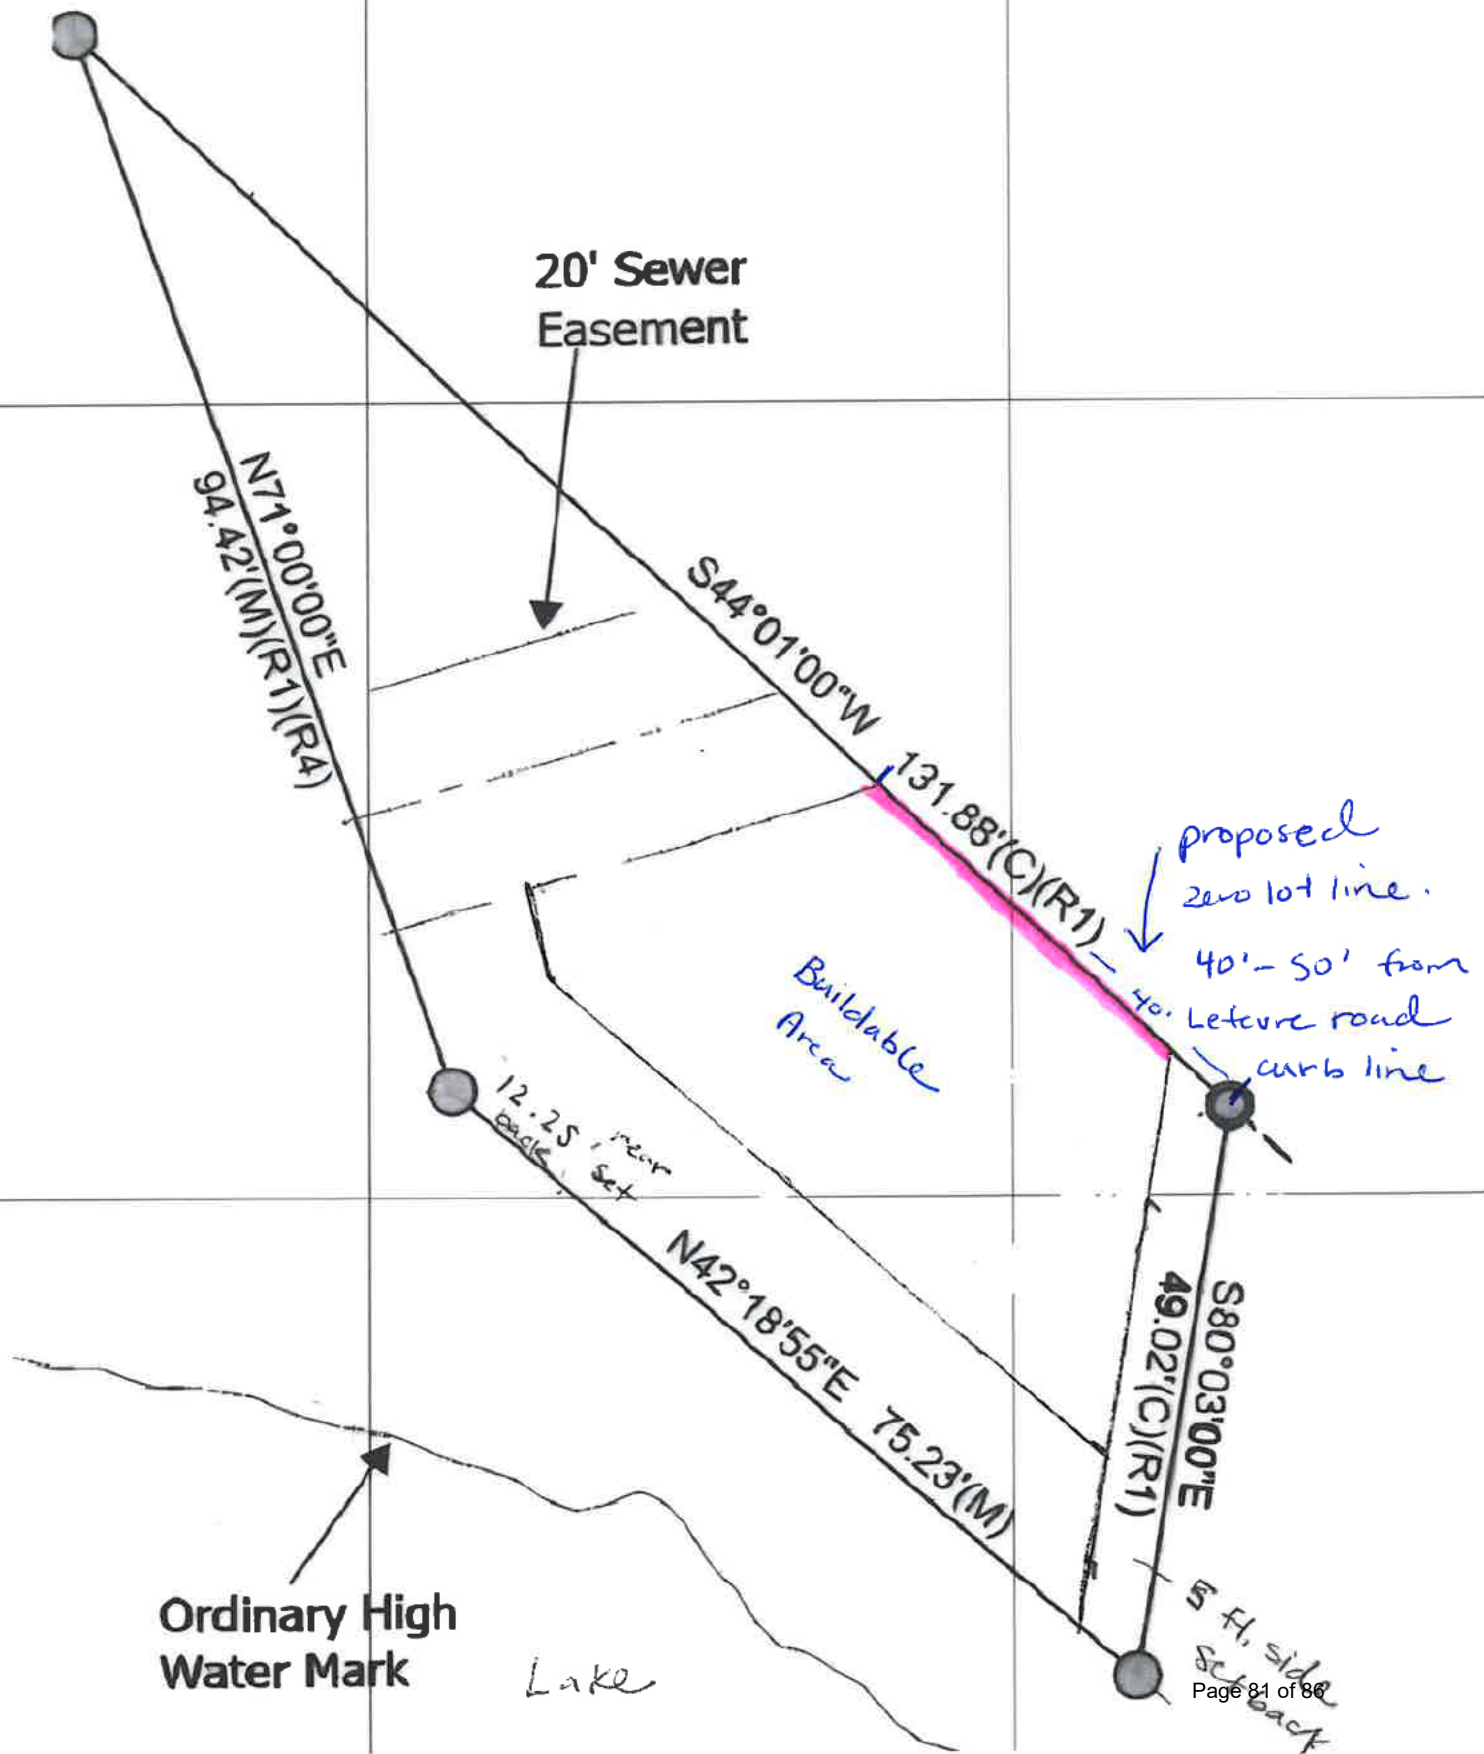 20' Sewer
Easement
N71°00'00"E
94.42'(M)(R1)(R4)
S44°01'00"W 131.88'(C)(R1)
proposed
zero lot line.
40'-50' from
Lefevre road
curb line
40'
Buildable
Area
12.25' rear
set
back
N42°18'55"E 75.23'(M)
S80°03'00"E
49.02'(C)(R1)
5 ft. side
setback
Ordinary High
Water Mark
Lake
Page 81 of 86